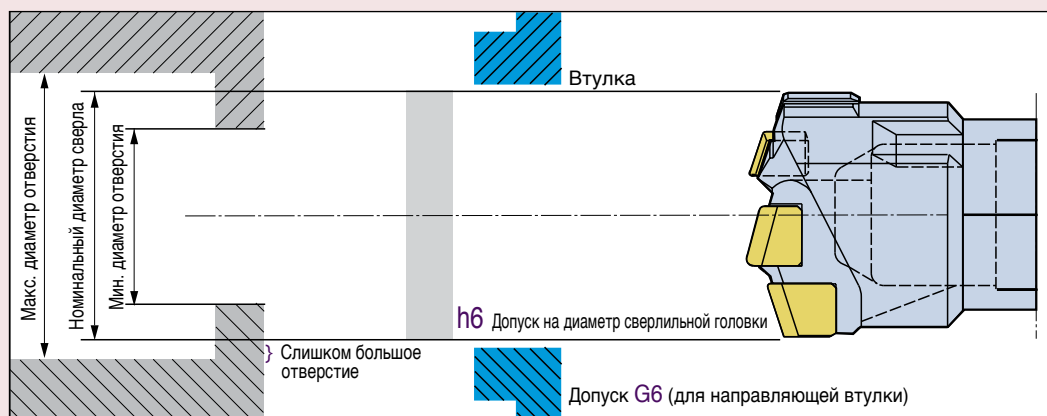 Макс. диаметр отверстия
Номинальный диаметр сверла
Мин. диаметр отверстия
Втулка
h6 Допуск на диаметр сверлильной головки
} Слишком большое
отверстие
Допуск G6 (для направляющей втулки)